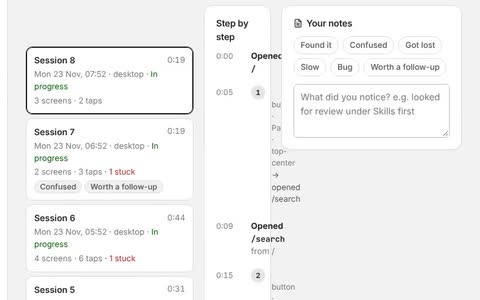 Session 8
0:19
Mon 23 Nov, 07:52 · desktop · In
progress
3 screens · 2 taps
Session 7
0:19
Mon 23 Nov, 06:52 · desktop · In
progress
2 screens · 3 taps · 1 stuck
Confused
Worth a follow-up
Session 6
0:44
Mon 23 Nov, 05:52 · desktop · In
progress
4 screens · 6 taps · 1 stuck
Session 5
0:31
Step by
step
0:00
Opened
/
0:05
1
·
top-
center
→
opened
/search
0:09
Opened
/search
from /
0:15
2
button
·
Your notes
Found it
Confused
Got lost
Slow
Bug
Worth a follow-up
What did you notice? e.g. looked
for review under Skills first